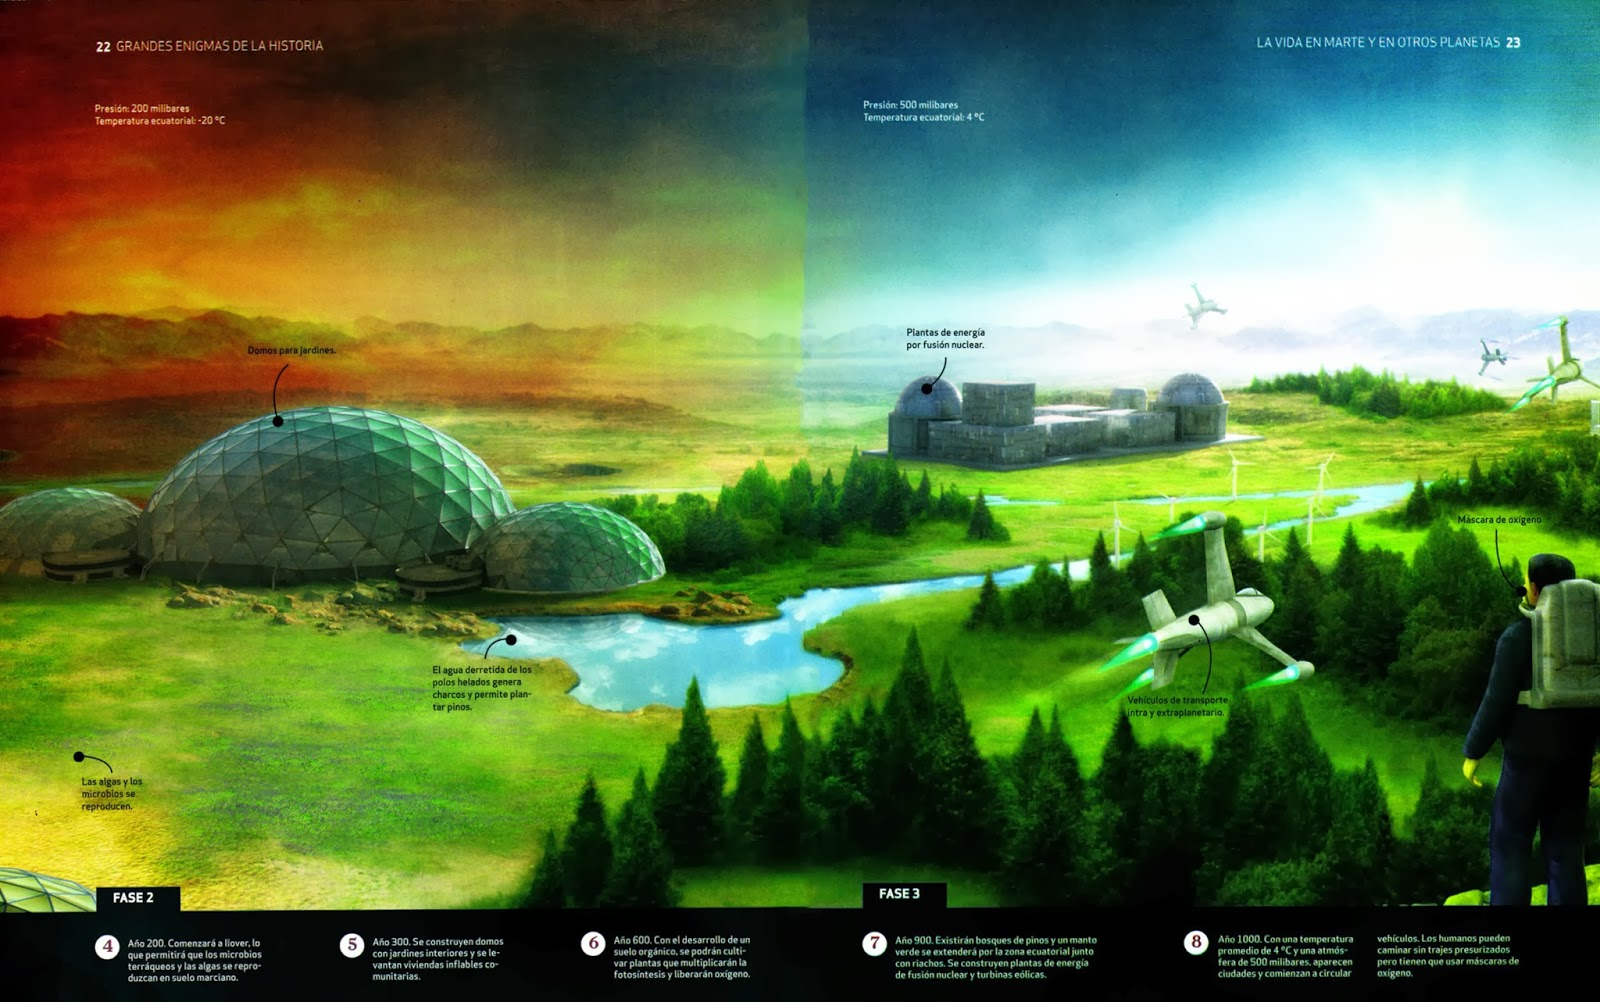 22 GRANDES ENIGMAS DE LA HISTORIA
LA VIDA EN MARTE Y EN OTROS PLANETAS 23
Presión: 200 milibares
Temperatura ecuatorial: -20 °C
Presión: 500 milibares
Temperatura ecuatorial: 4 °C
Domos para jardines.
Plantas de energía
por fusión nuclear.
Máscara de oxígeno
El agua derretida de los
polos helados genera
charcos y permite plan-
tar pinos.
Vehículos de transporte
intra y extraplanetario.
Las algas y los
microbios se
reproducen.
FASE 2
4 Año 200. Comenzará a llover, lo
que permitirá que los microbios
terráqueos y las algas se repro-
duzcan en suelo marciano.
5 Año 300. Se construyen domos
con jardines interiores y se le-
vantan viviendas inflables co-
munitarias.
6 Año 600. Con el desarrollo de un
suelo orgánico, se podrán culti-
var plantas que multiplicarán la
fotosíntesis y liberarán oxígeno.
FASE 3
7 Año 900. Existirán bosques de pinos y un manto
verde se extenderá por la zona ecuatorial junto
con riachos. Se construyen plantas de energía
de fusión nuclear y turbinas eólicas.
8 Año 1000. Con una temperatura
promedio de 4 °C y una atmós-
fera de 500 milibares, aparecen
ciudades y comienzan a circular
vehículos. Los humanos pueden
caminar sin trajes presurizados
pero tienen que usar máscaras de
oxígeno.